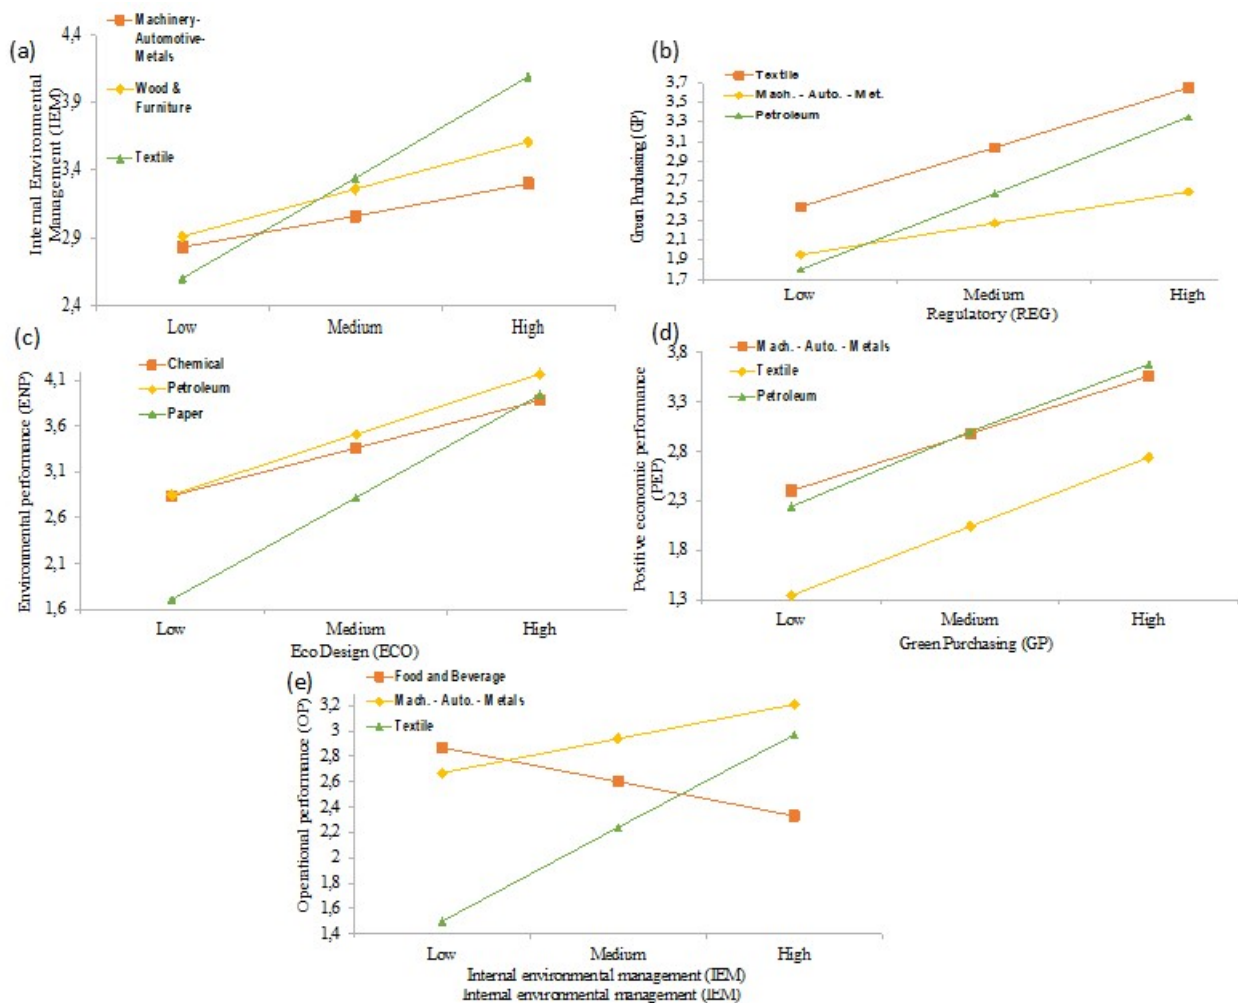 (a)
Machinery-
Automotive-
Metals
Wood &
Furniture
Textile
Internal Environmental
Management (IEM)
4,4
3,9
3,4
2,9
2,4
Low
Medium
High
(b)
Textile
Mach. - Auto. - Met.
Petroleum
Green Purchasing (GP)
3,7
3,5
3,3
3,1
2,9
2,7
2,5
2,3
2,1
1,9
1,7
Low
Medium
High
Regulatory (REG)
(c)
Chemical
Petroleum
Paper
Environmental performance (ENP)
4,1
3,6
3,1
2,6
2,1
1,6
Low
Medium
High
Eco Design (ECO)
(d)
Mach. - Auto. - Metals
Textile
Petroleum
Positive economic performance
(PEP)
3,8
3,3
2,8
2,3
1,8
1,3
Low
Medium
High
Green Purchasing (GP)
(e)
Food and Beverage
Mach. - Auto. - Metals
Textile
Operational performance (OP)
3,2
3
2,8
2,6
2,4
2,2
2
1,8
1,6
1,4
Low
Medium
High
Internal environmental management (IEM)
Internal environmental management (IEM)